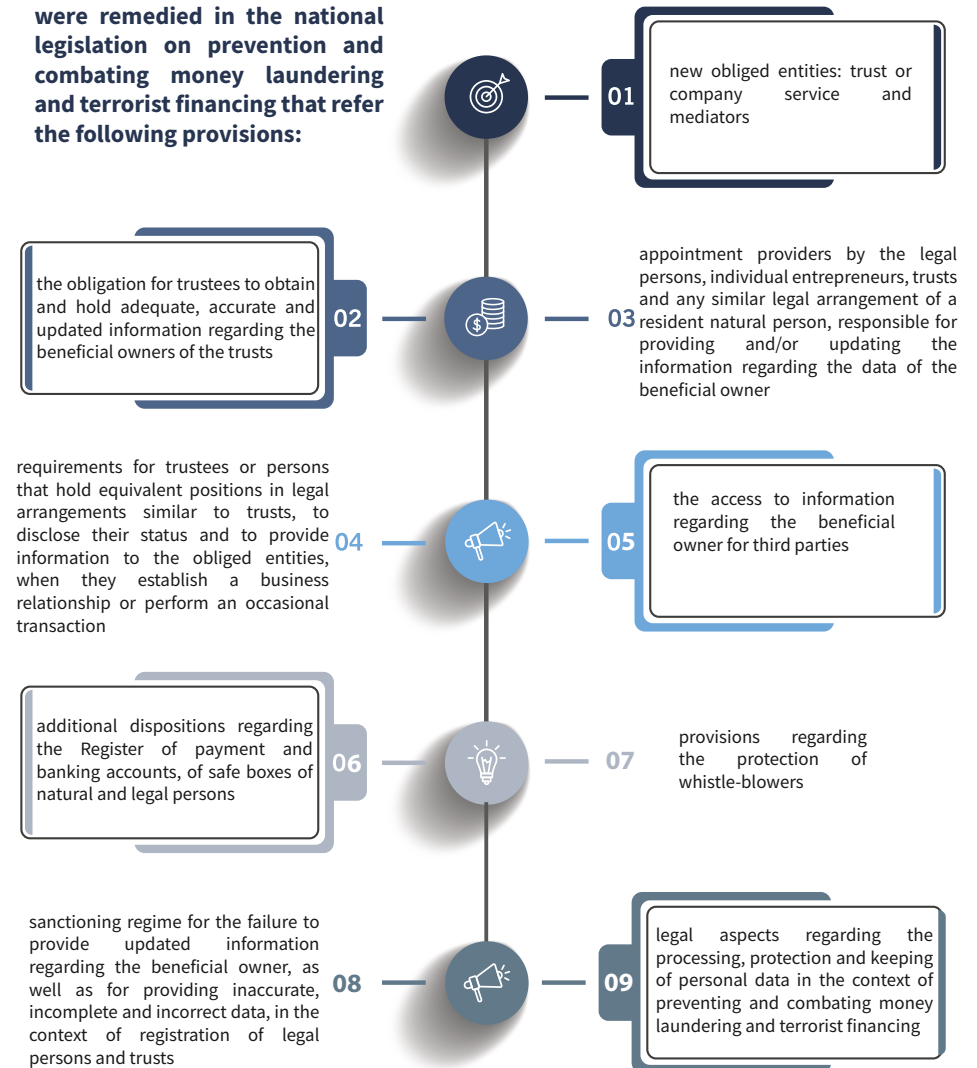 were remedied in the national
legislation on prevention and
combating money laundering
and terrorist financing that refer
the following provisions:
01
new obliged entities: trust or
company service and
mediators
02
the obligation for trustees to obtain
and hold adequate, accurate and
updated information regarding the
beneficial owners of the trusts
03
appointment providers by the legal
persons, individual entrepreneurs, trusts
and any similar legal arrangement of a
resident natural person, responsible for
providing and/or updating the
information regarding the data of the
beneficial owner
04
requirements for trustees or persons
that hold equivalent positions in legal
arrangements similar to trusts, to
disclose their status and to provide
information to the obliged entities,
when they establish a business
relationship or perform an occasional
transaction
05
the access to information
regarding the beneficial
owner for third parties
06
additional dispositions regarding
the Register of payment and
banking accounts, of safe boxes of
natural and legal persons
07
provisions regarding
the protection of
whistle-blowers
08
sanctioning regime for the failure to
provide updated information
regarding the beneficial owner, as
well as for providing inaccurate,
incomplete and incorrect data, in the
context of registration of legal
persons and trusts
09
legal aspects regarding the
processing, protection and keeping
of personal data in the context of
preventing and combating money
laundering and terrorist financing